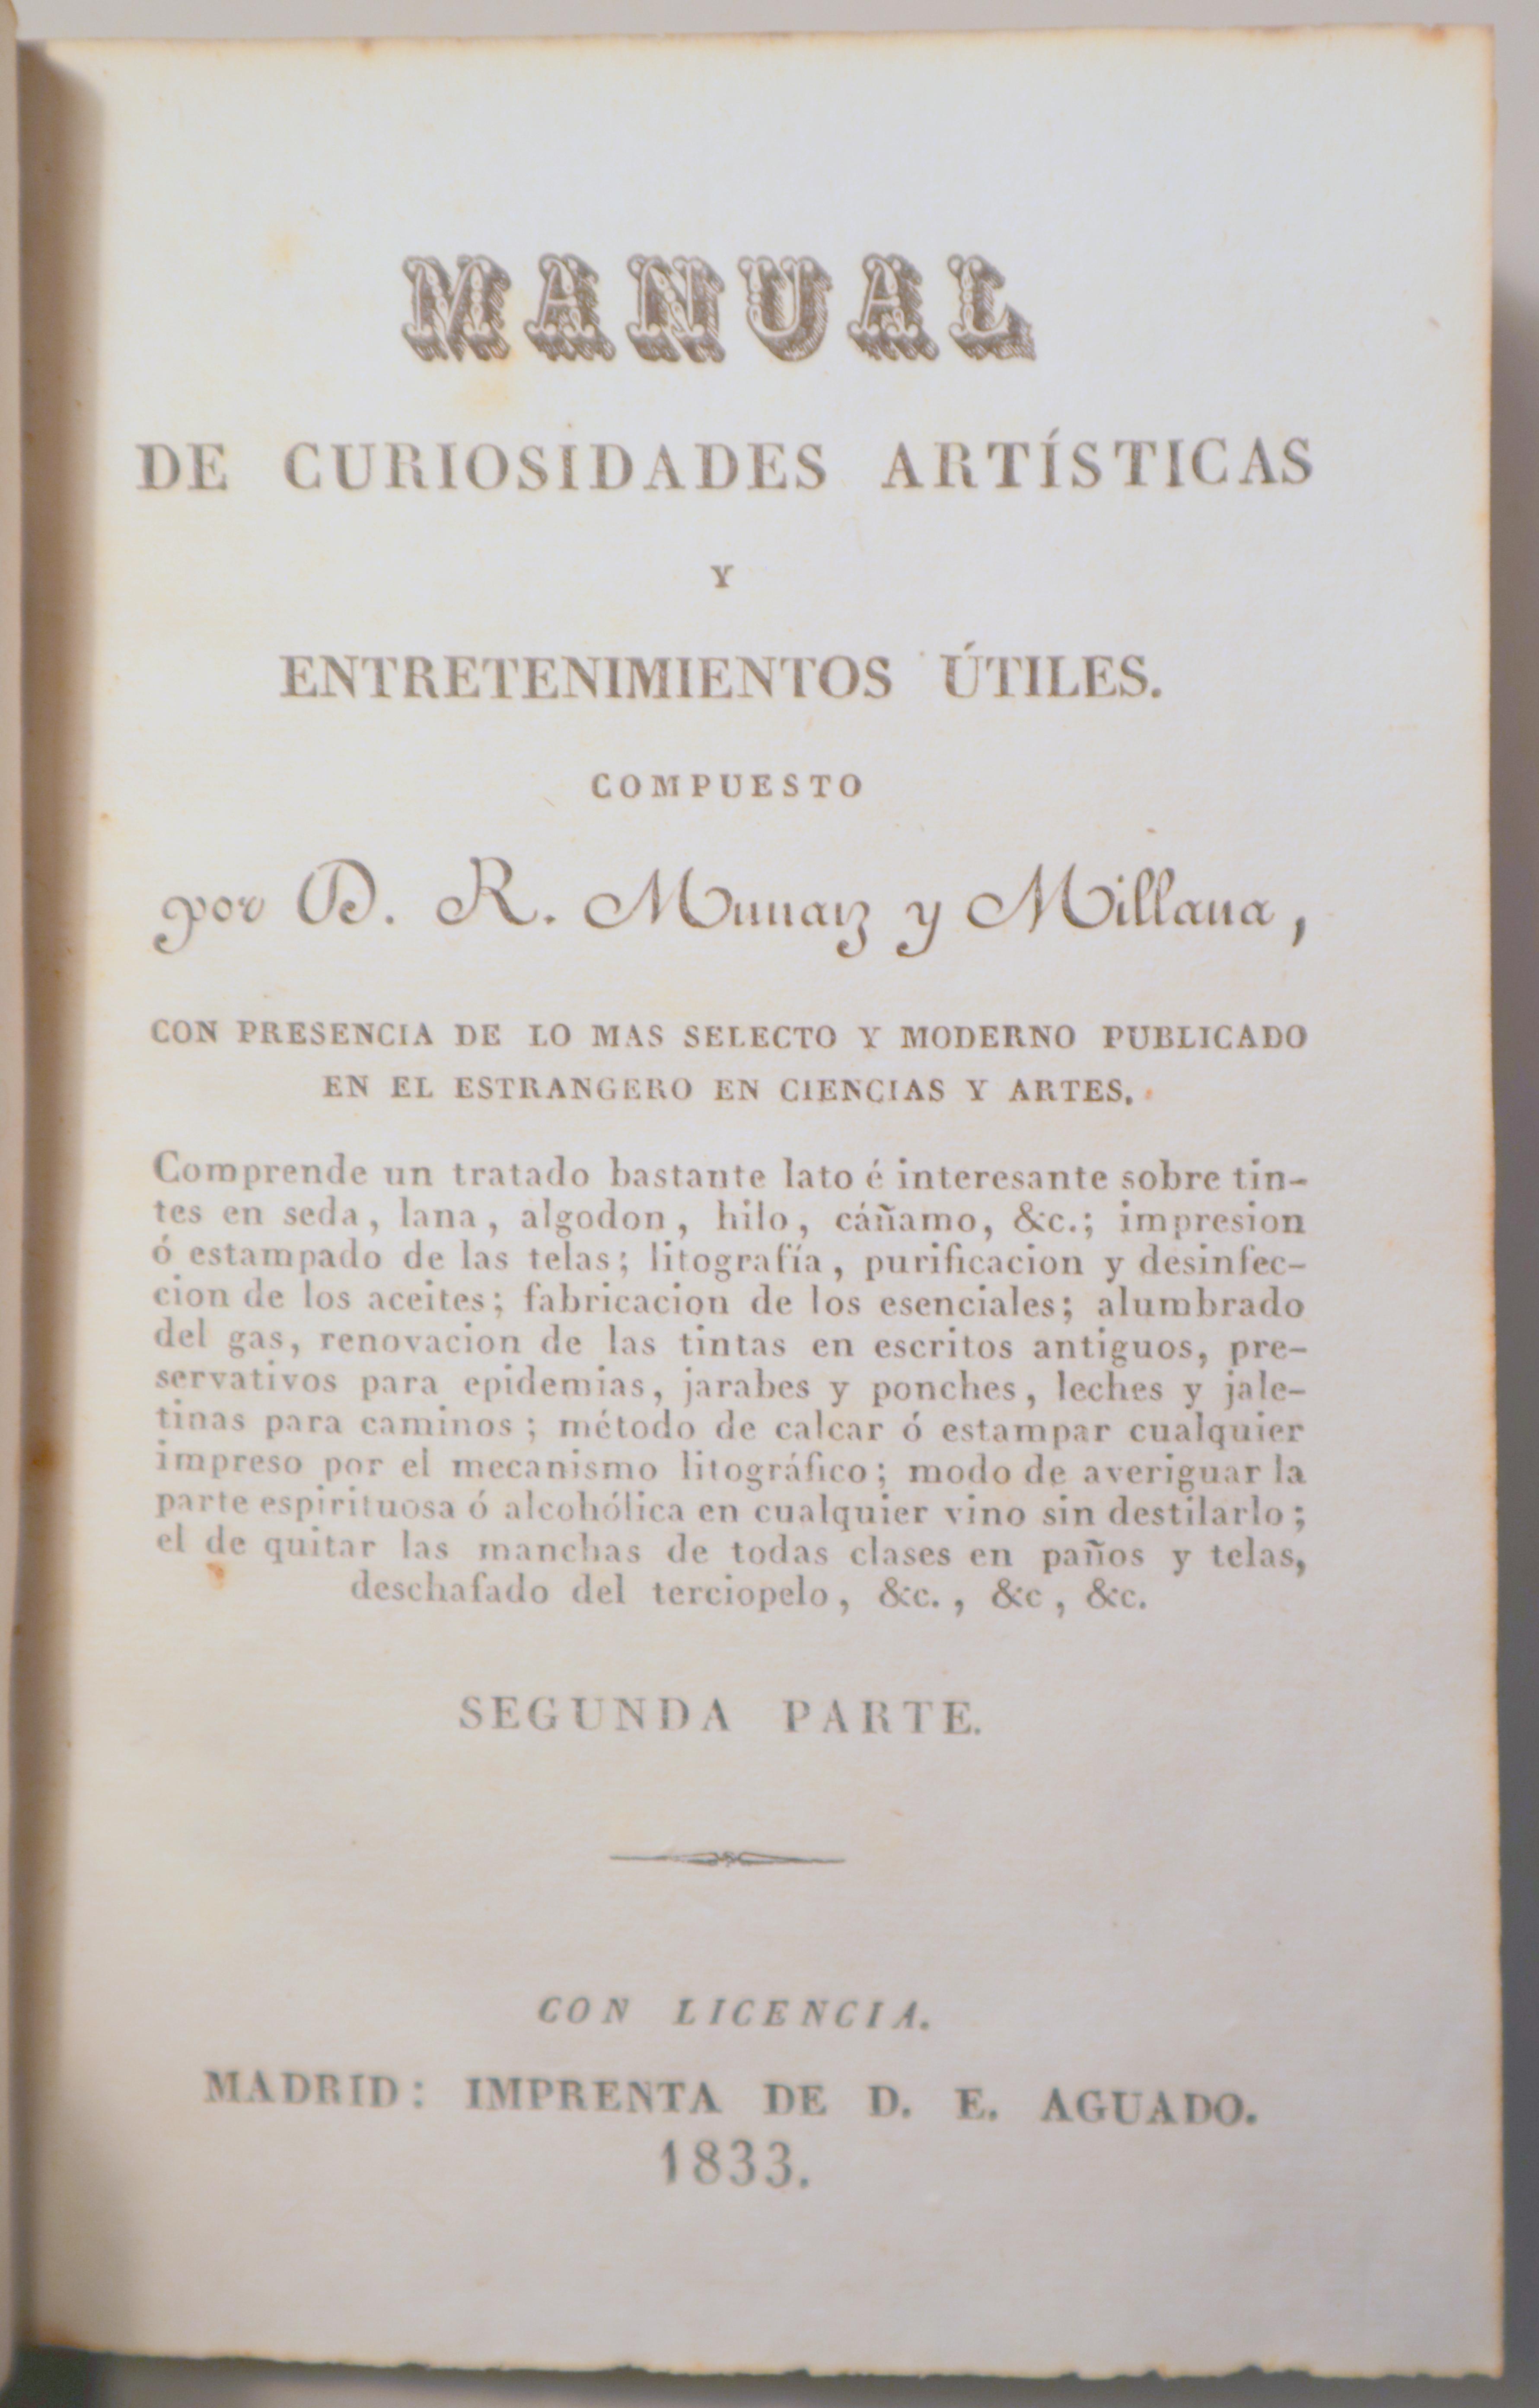 MANUAL
DE CURIOSIDADES ARTÍSTICAS
Y
ENTRETENIMIENTOS ÚTILES.
COMPUESTO
por D. R. Munaiz y Millana,
CON PRESENCIA DE LO MAS SELECTO Y MODERNO PUBLICADO
EN EL ESTRANGERO EN CIENCIAS Y ARTES.
Comprende un tratado bastante lato é interesante sobre tin-
tes en seda, lana, algodon, hilo, cáñamo, &c.; impresion
ó estampado de las telas; litografía, purificacion y desinfec-
cion de los aceites; fabricacion de los esenciales; alumbrado
del gas, renovacion de las tintas en escritos antiguos, pre-
servativos para epidemias, jarabes y ponches, leches y jale-
tinas para caminos; método de calcar ó estampar cualquier
impreso por el mecanismo litográfico; modo de averiguar la
parte espirituosa ó alcohólica en cualquier vino sin destilarlo;
el de quitar las manchas de todas clases en paños y telas,
deschafado del terciopelo, &c., &c, &c.
SEGUNDA PARTE.
CON LICENCIA.
MADRID: IMPRENTA DE D. E. AGUADO.
1833.